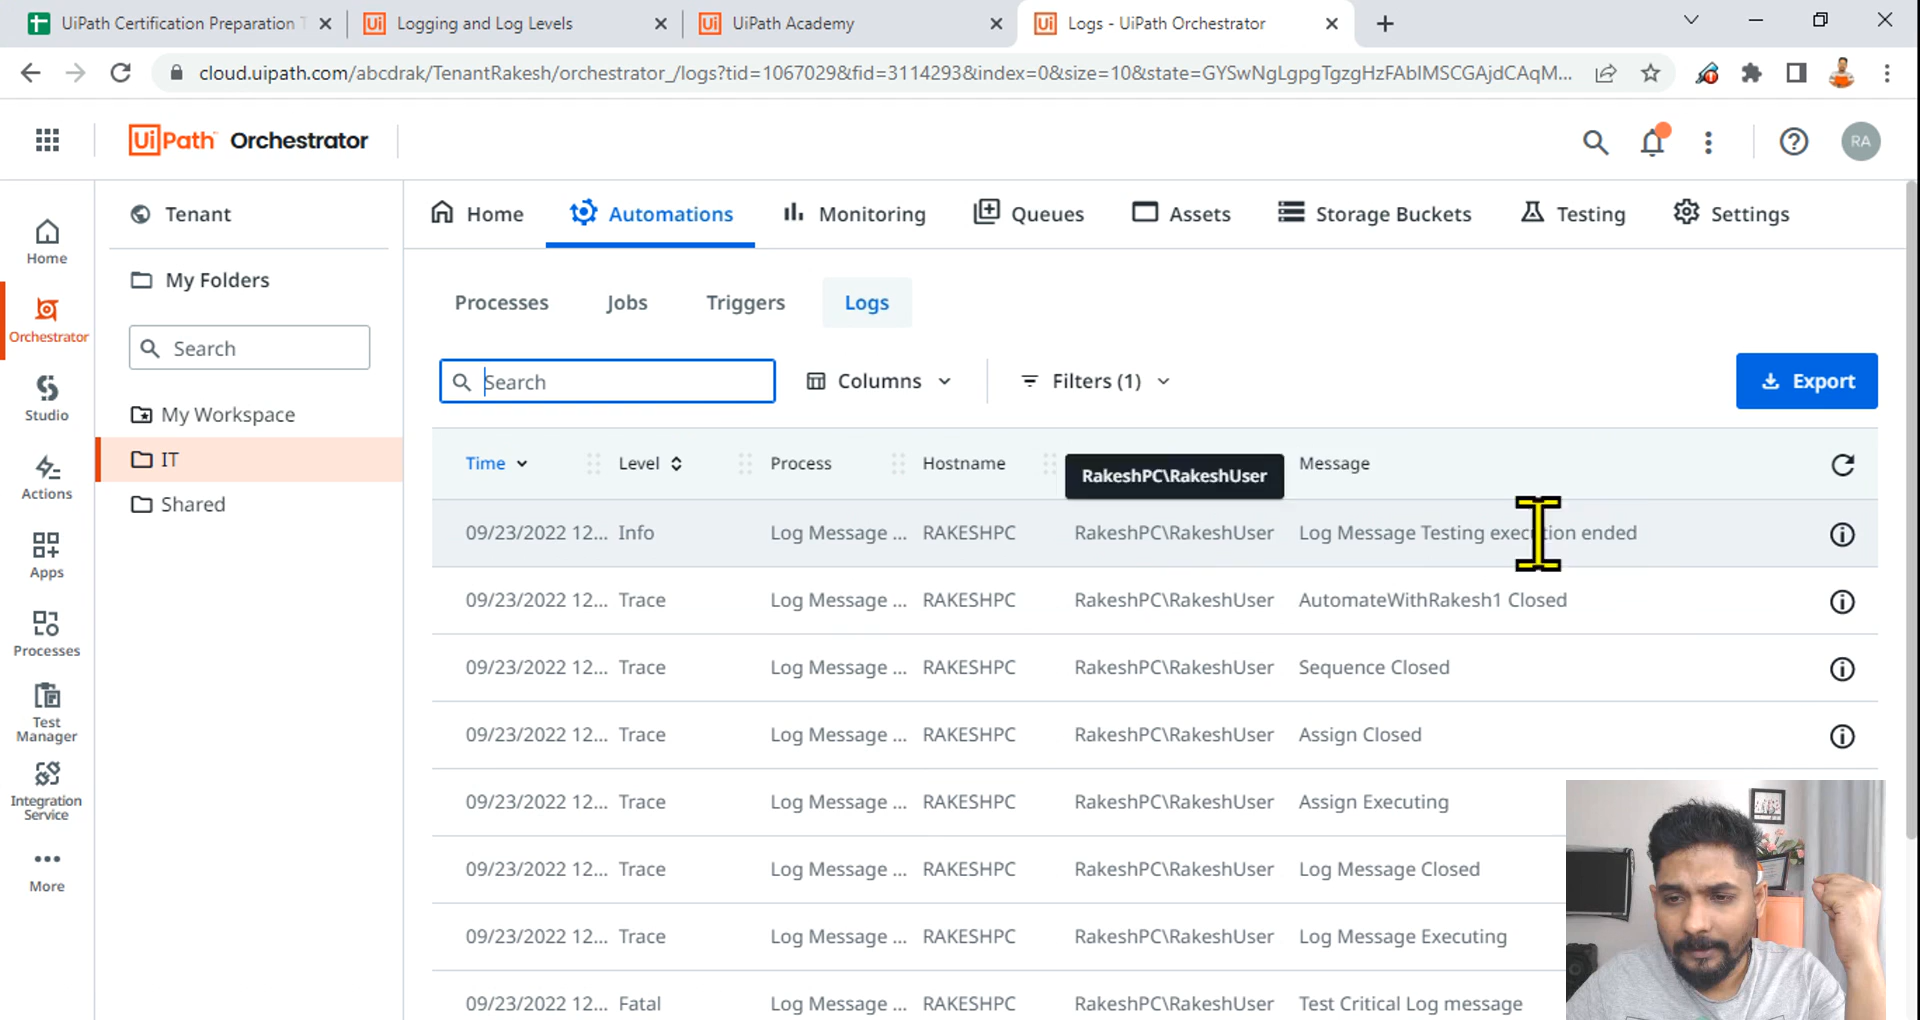 UiPath Certification Preparation T
Logging and Log Levels
UiPath Academy
Logs - UiPath Orchestrator
cloud.uipath.com/abcdrak/TenantRakesh/orchestrator_/logs?tid=1067029&fid=3114293&index=0&size=10&state=GYSwNgLgpgTgzgHzFAblMSCGAjdCAqM...
UiPath Orchestrator
RA
Home
Orchestrator
Studio
Actions
Apps
Processes
Test
Manager
Integration
Service
More
Tenant
My Folders
Search
My Workspace
IT
Shared
Home
Automations
Monitoring
Queues
Assets
Storage Buckets
Testing
Settings
Processes
Jobs
Triggers
Logs
Search
Columns
Filters (1)
Export
Time Level Process Hostname RakeshPC\RakeshUser Message
09/23/2022 12... Info Log Message ... RAKESHPC RakeshPC\RakeshUser Log Message Testing execution ended
09/23/2022 12... Trace Log Message ... RAKESHPC RakeshPC\RakeshUser AutomateWithRakesh1 Closed
09/23/2022 12... Trace Log Message ... RAKESHPC RakeshPC\RakeshUser Sequence Closed
09/23/2022 12... Trace Log Message ... RAKESHPC RakeshPC\RakeshUser Assign Closed
09/23/2022 12... Trace Log Message ... RAKESHPC RakeshPC\RakeshUser Assign Executing
09/23/2022 12... Trace Log Message ... RAKESHPC RakeshPC\RakeshUser Log Message Closed
09/23/2022 12... Trace Log Message ... RAKESHPC RakeshPC\RakeshUser Log Message Executing
09/23/2022 12... Fatal Log Message ... RAKESHPC RakeshPC\RakeshUser Test Critical Log message